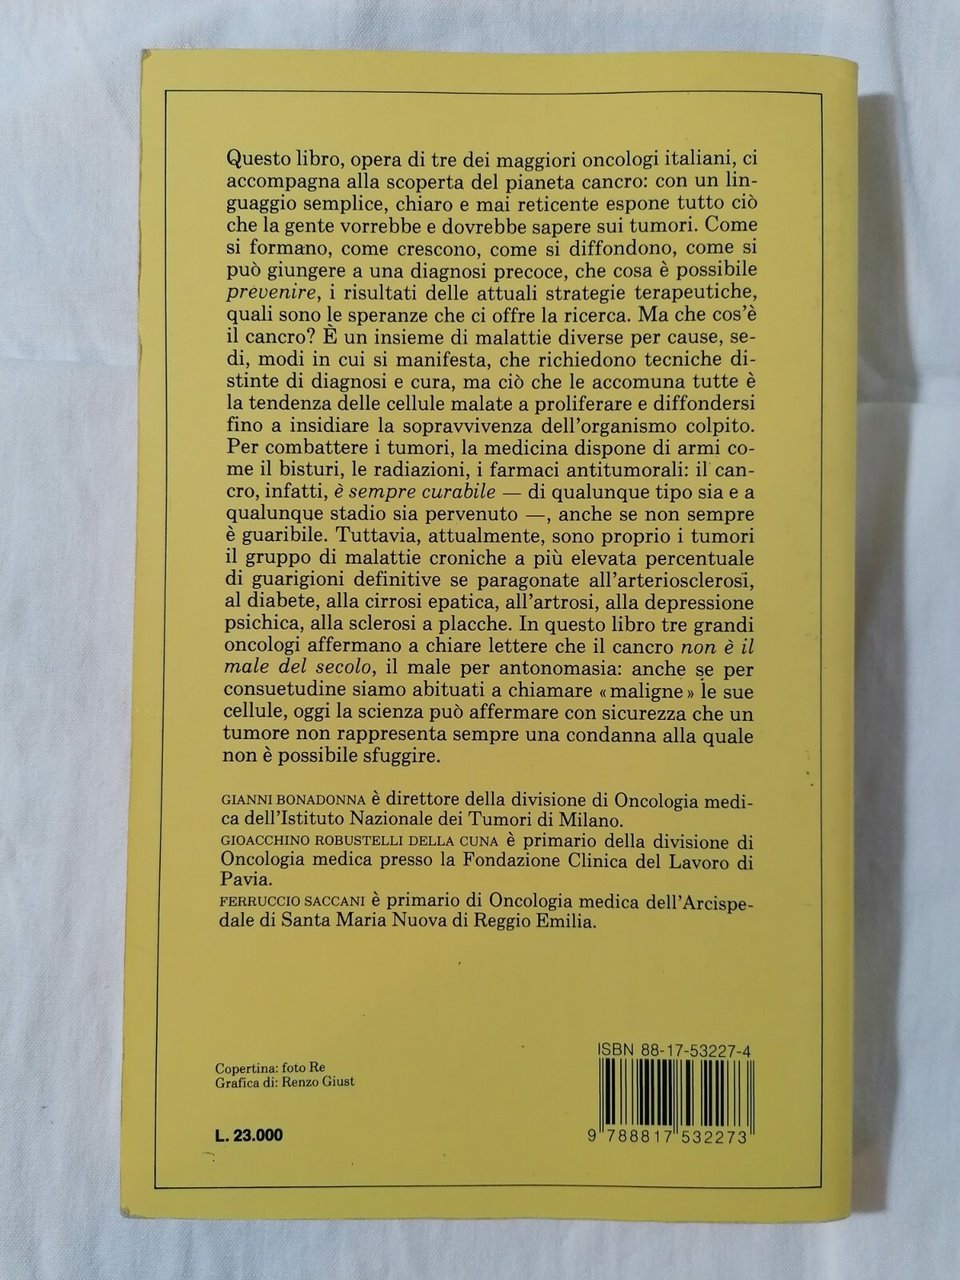 Questo libro, opera di tre dei maggiori oncologi italiani, ci
accompagna alla scoperta del pianeta cancro: con un lin-
guaggio semplice, chiaro e mai reticente espone tutto ciò
che la gente vorrebbe e dovrebbe sapere sui tumori. Come
si formano, come crescono, come si diffondono, come si
può giungere a una diagnosi precoce, che cosa è possibile
prevenire, i risultati delle attuali strategie terapeutiche,
quali sono le speranze che ci offre la ricerca. Ma che cos'è
il cancro? È un insieme di malattie diverse per cause, se-
di, modi in cui si manifesta, che richiedono tecniche di-
stinte di diagnosi e cura, ma ciò che le accomuna tutte è
la tendenza delle cellule malate a proliferare e diffondersi
fino a insidiare la sopravvivenza dell'organismo colpito.
Per combattere i tumori, la medicina dispone di armi co-
me il bisturi, le radiazioni, i farmaci antitumorali: il can-
cro, infatti, è sempre curabile — di qualunque tipo sia e a
qualunque stadio sia pervenuto —, anche se non sempre
è guaribile. Tuttavia, attualmente, sono proprio i tumori
il gruppo di malattie croniche a più elevata percentuale
di guarigioni definitive se paragonate all'arteriosclerosi,
al diabete, alla cirrosi epatica, all'artrosi, alla depressione
psichica, alla sclerosi a placche. In questo libro tre grandi
oncologi affermano a chiare lettere che il cancro non è il
male del secolo, il male per antonomasia: anche se per
consuetudine siamo abituati a chiamare «maligne» le sue
cellule, oggi la scienza può affermare con sicurezza che un
tumore non rappresenta sempre una condanna alla quale
non è possibile sfuggire.
GIANNI BONADONNA è direttore della divisione di Oncologia medi-
ca dell'Istituto Nazionale dei Tumori di Milano.
GIOACCHINO ROBUSTELLI DELLA CUNA è primario della divisione di
Oncologia medica presso la Fondazione Clinica del Lavoro di
Pavia.
FERRUCCIO SACCANI è primario di Oncologia medica dell'Arcispe-
dale di Santa Maria Nuova di Reggio Emilia.
ISBN 88-17-53227-4
Copertina: foto Re
Grafica di: Renzo Giust
L. 23.000
9 788817 532273